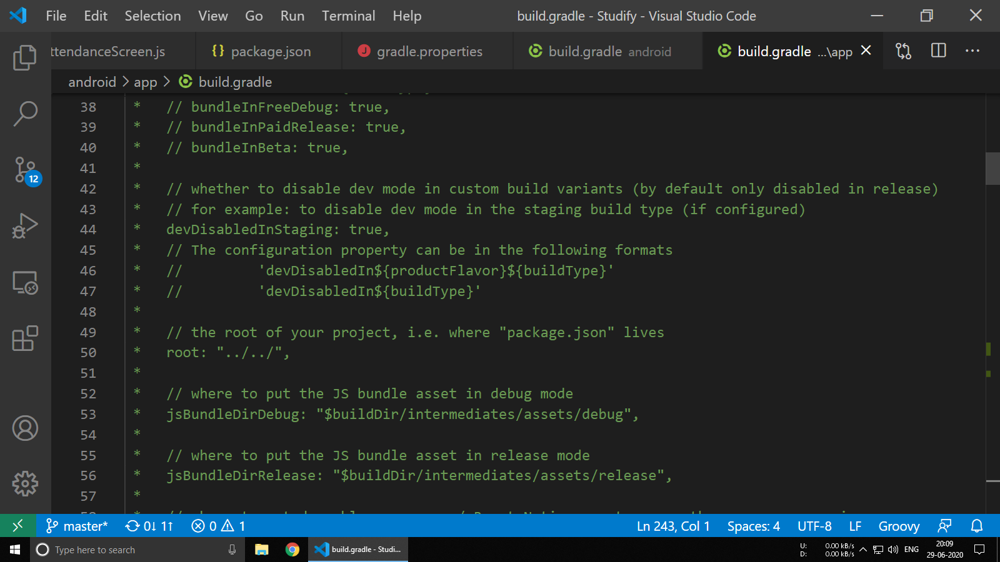 File Edit Selection View Go Run Terminal Help build.gradle - Studify - Visual Studio Code
ttendanceScreen.js {} package.json J gradle.properties build.gradle android build.gradle ...\app
android > app > build.gradle
38 * // bundleInFreeDebug: true,
39 * // bundleInPaidRelease: true,
40 * // bundleInBeta: true,
41 *
42 * // whether to disable dev mode in custom build variants (by default only disabled in release)
43 * // for example: to disable dev mode in the staging build type (if configured)
44 * devDisabledInStaging: true,
45 * // The configuration property can be in the following formats
46 * // 'devDisabledIn${productFlavor}${buildType}'
47 * // 'devDisabledIn${buildType}'
48 *
49 * // the root of your project, i.e. where "package.json" lives
50 * root: "../../",
51 *
52 * // where to put the JS bundle asset in debug mode
53 * jsBundleDirDebug: "$buildDir/intermediates/assets/debug",
54 *
55 * // where to put the JS bundle asset in release mode
56 * jsBundleDirRelease: "$buildDir/intermediates/assets/release",
57 *
12
master* 0↓ 1↑ 0 1 Ln 243, Col 1 Spaces: 4 UTF-8 LF Groovy
Type here to search build.gradle - Studi... U: 0.00 kB/s D: 0.00 kB/s ENG 20:09 29-06-2020